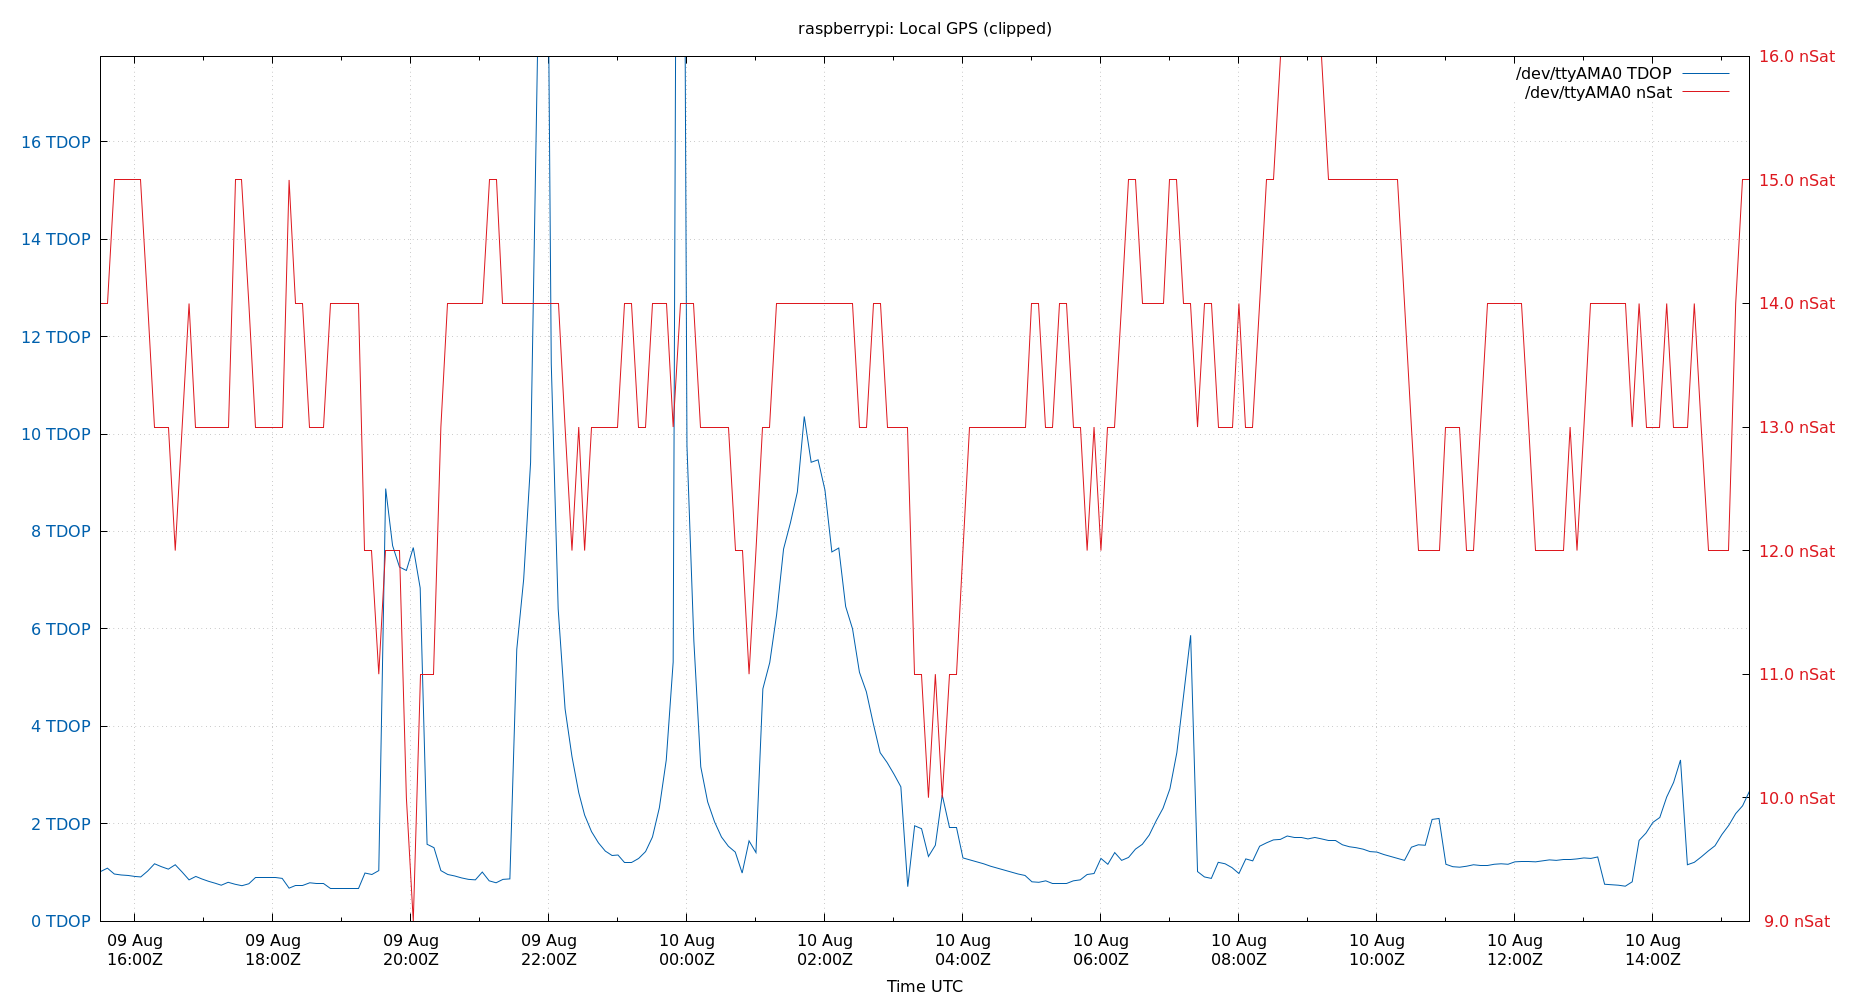 raspberrypi: Local GPS (clipped)
/dev/ttyAMA0 TDOP
/dev/ttyAMA0 nSat
16 TDOP
14 TDOP
12 TDOP
10 TDOP
8 TDOP
6 TDOP
4 TDOP
2 TDOP
0 TDOP
16.0 nSat
15.0 nSat
14.0 nSat
13.0 nSat
12.0 nSat
11.0 nSat
10.0 nSat
9.0 nSat
09 Aug 09 Aug 09 Aug 09 Aug 10 Aug 10 Aug 10 Aug 10 Aug 10 Aug 10 Aug 10 Aug 10 Aug
16:00Z 18:00Z 20:00Z 22:00Z 00:00Z 02:00Z 04:00Z 06:00Z 08:00Z 10:00Z 12:00Z 14:00Z
Time UTC